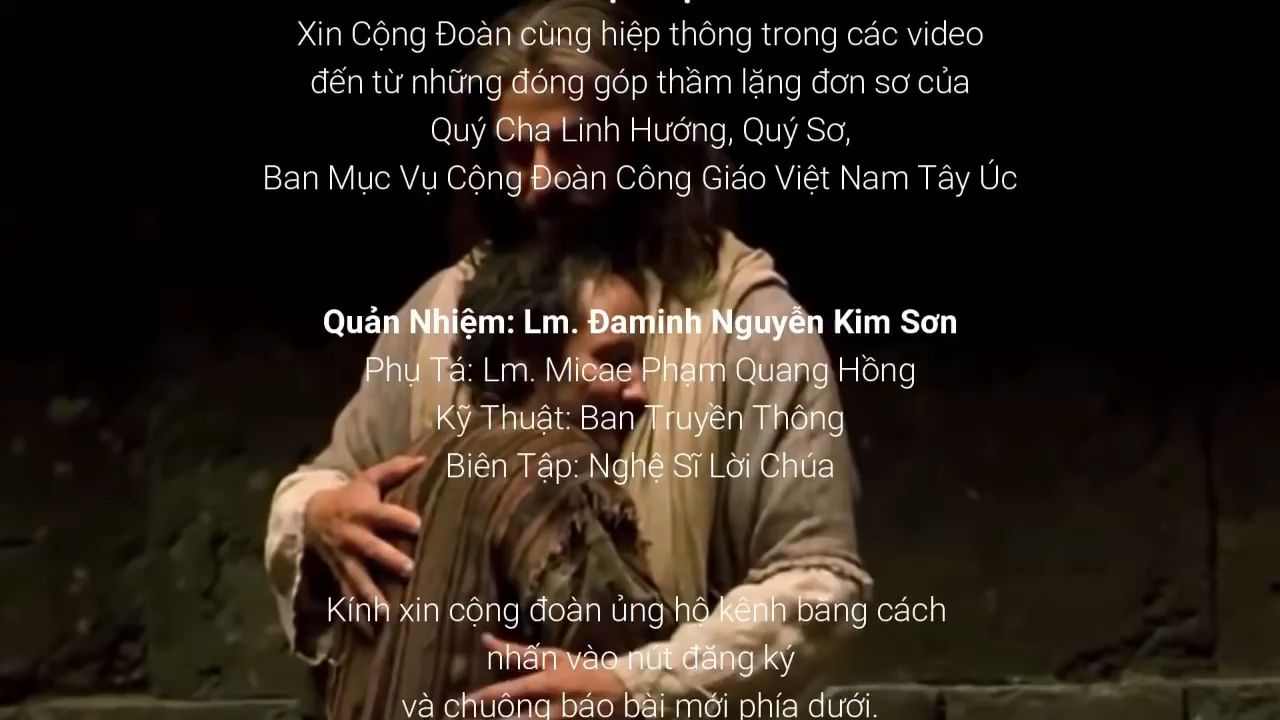 Xin Cộng Đoàn cùng hiệp thông trong các video
đến từ những đóng góp thầm lặng đơn sơ của
Quý Cha Linh Hướng, Quý Sơ,
Ban Mục Vụ Cộng Đoàn Công Giáo Việt Nam Tây Úc
Quản Nhiệm: Lm. Đaminh Nguyễn Kim Sơn
Phụ Tá: Lm. Micae Phạm Quang Hồng
Kỹ Thuật: Ban Truyền Thông
Biên Tập: Nghệ Sĩ Lời Chúa
Kính xin cộng đoàn ủng hộ kênh bằng cách
nhấn vào nút đăng ký
và chuông báo bài mới phía dưới.